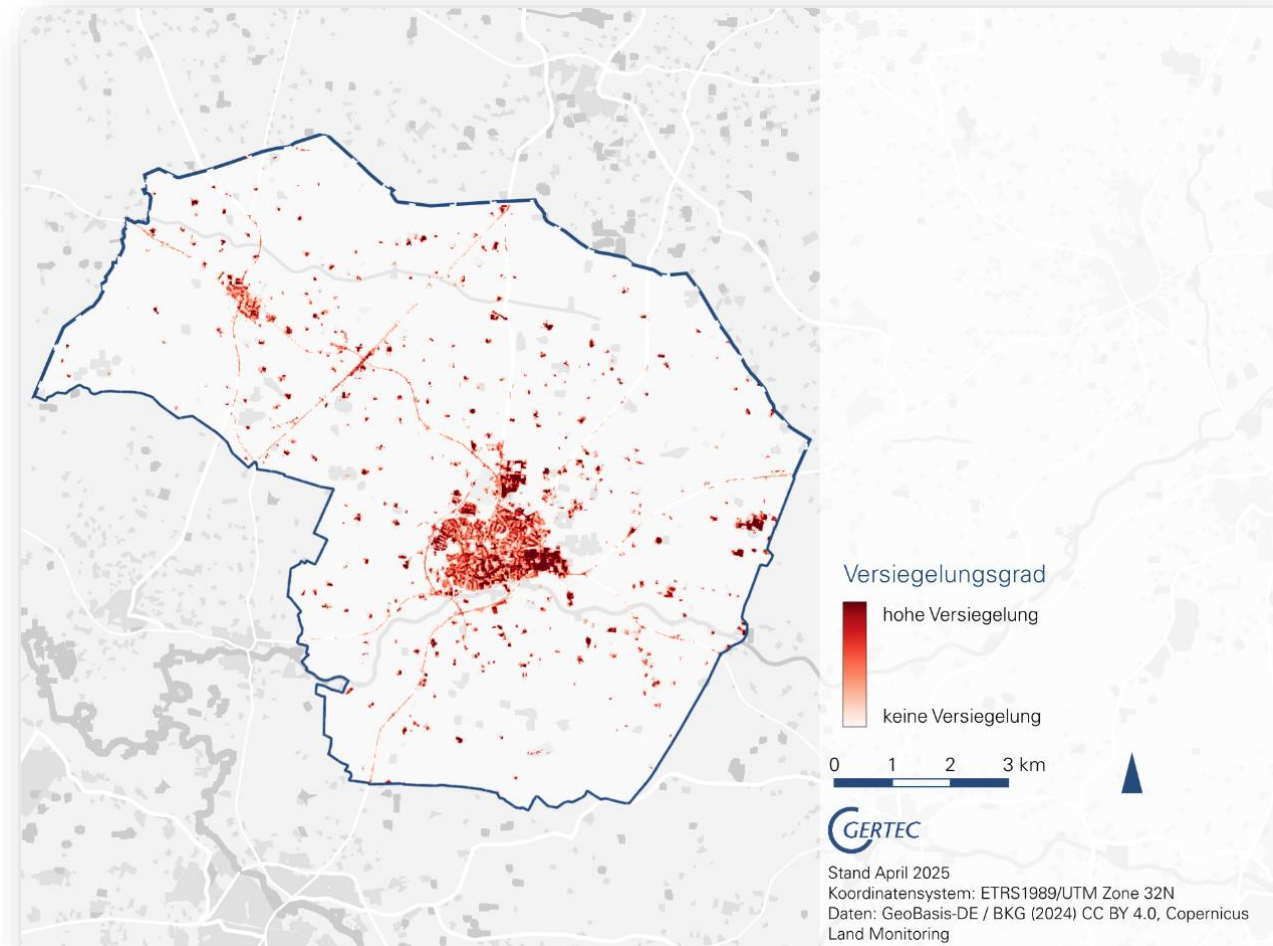 Versiegelungsgrad
hohe Versiegelung
keine Versiegelung
0 1 2 3 km
GERTEC
Stand April 2025
Koordinatensystem: ETRS1989/UTM Zone 32N
Daten: GeoBasis-DE / BKG (2024) CC BY 4.0, Copernicus
Land Monitoring